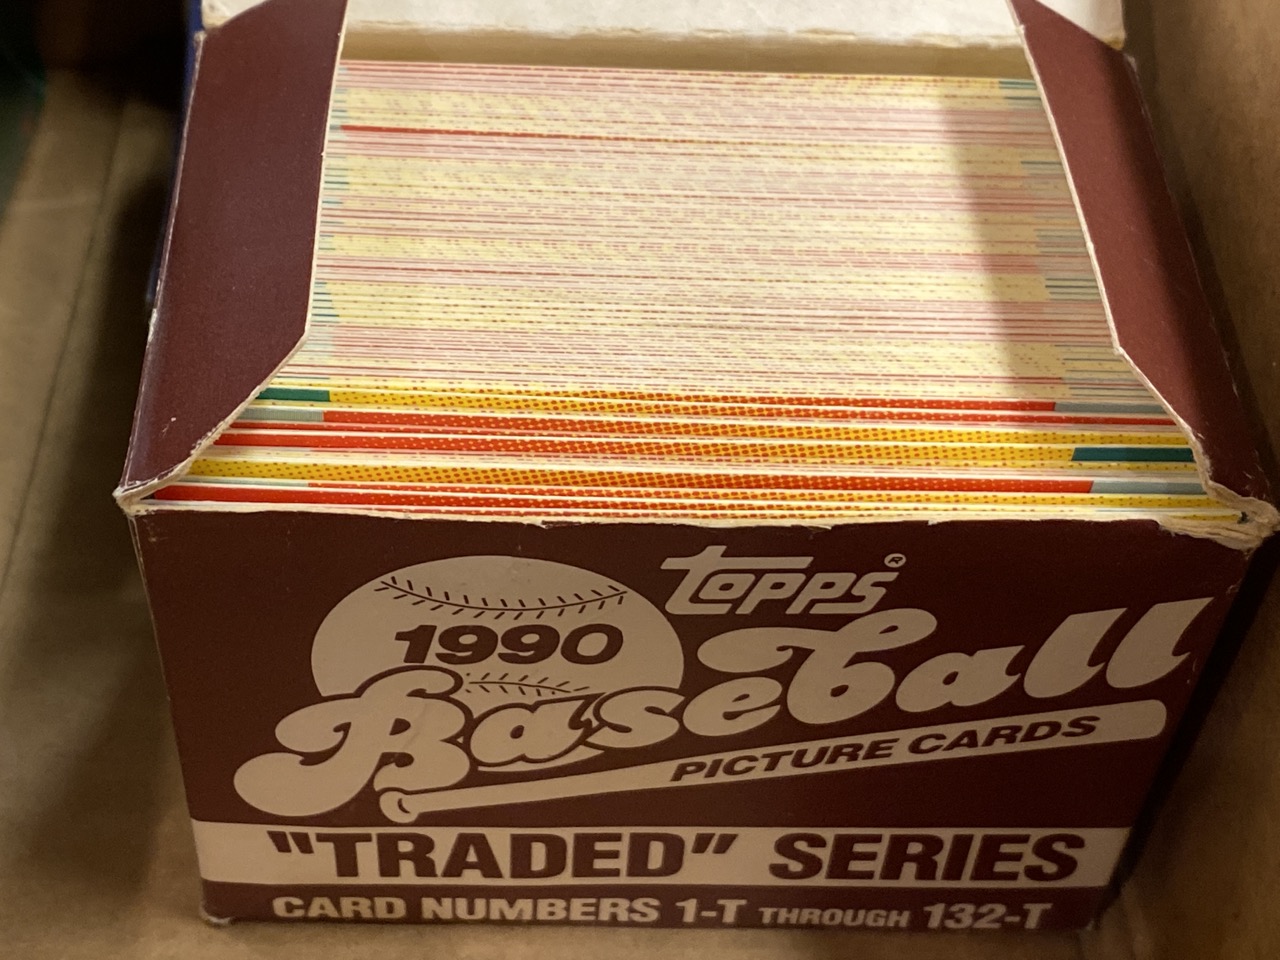 topps®
1990
Baseball
PICTURE CARDS
"TRADED" SERIES
CARD NUMBERS 1-T THROUGH 132-T